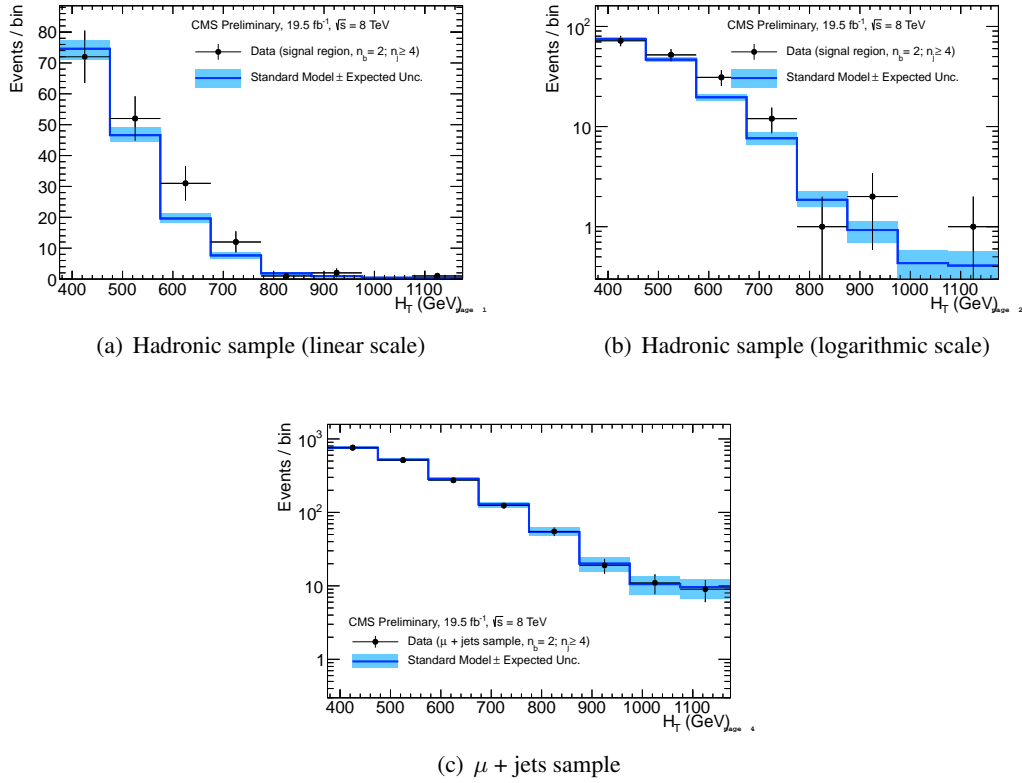 CMS Preliminary, 19.5 fb⁻¹, √s = 8 TeV
Data (signal region, n_b = 2; n_j ≥ 4)
Standard Model ± Expected Unc.
Events / bin
80
70
60
50
40
30
20
10
0
400 500 600 700 800 900 1000 1100
H_T (GeV)
page 1
(a) Hadronic sample (linear scale)
CMS Preliminary, 19.5 fb⁻¹, √s = 8 TeV
Data (signal region, n_b = 2; n_j ≥ 4)
Standard Model ± Expected Unc.
Events / bin
10²
10
1
400 500 600 700 800 900 1000 1100
H_T (GeV)
page 2
(b) Hadronic sample (logarithmic scale)
Events / bin
10³
10²
10
1
CMS Preliminary, 19.5 fb⁻¹, √s = 8 TeV
Data (μ + jets sample, n_b = 2; n_j ≥ 4)
Standard Model ± Expected Unc.
400 500 600 700 800 900 1000 1100
H_T (GeV)
page 4
(c) μ + jets sample